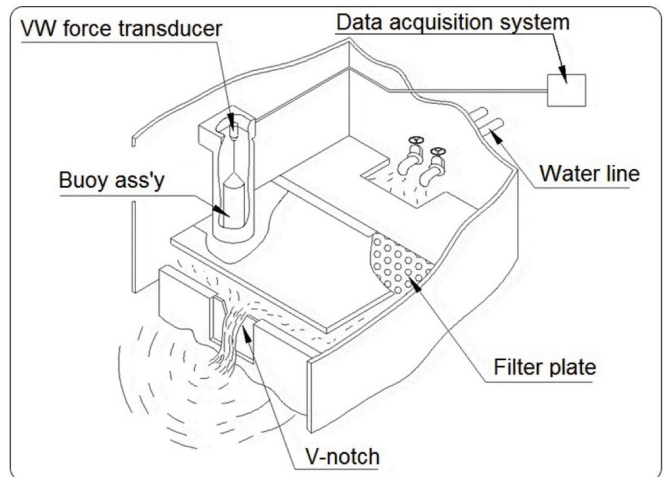 VW force transducer
Data acquisition system
Buoy ass'y
Water line
Filter plate
V-notch